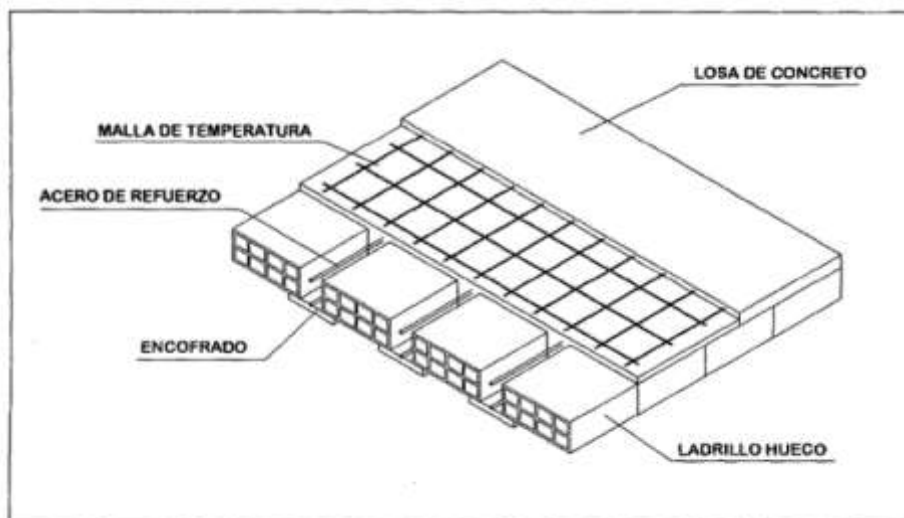 LOSA DE CONCRETO
MALLA DE TEMPERATURA
ACERO DE REFUERZO
ENCOFRADO
LADRILLO HUECO